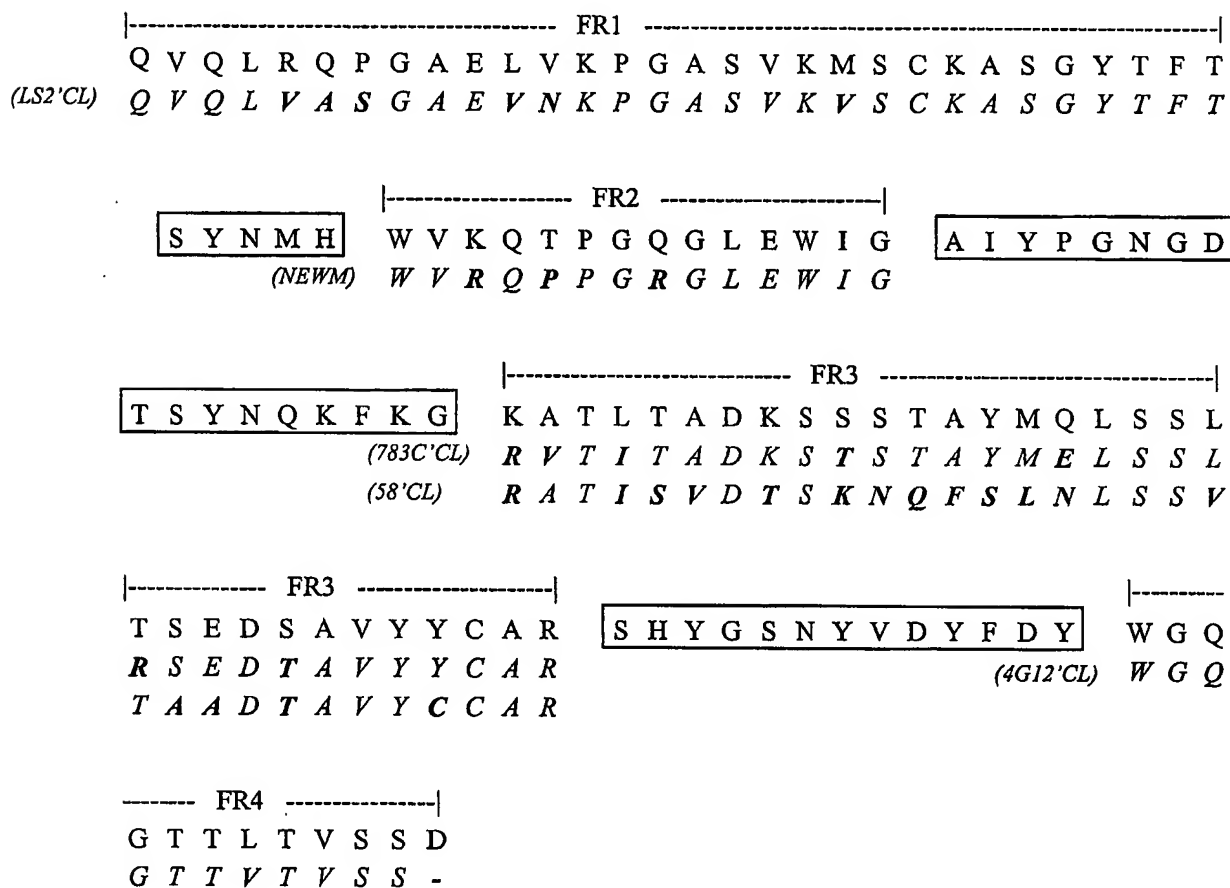 |------------------------------------------ FR1 ------------------------------------------|
Q V Q L R Q P G A E L V K P G A S V K M S C K A S G Y T F T
(LS2'CL) Q V Q L V A S G A E V N K P G A S V K V S C K A S G Y T F T
|----------------- FR2 -----------------|
S Y N M H W V K Q T P G Q G L E W I G A I Y P G N G D
(NEWM) W V R Q P P G R G L E W I G
|-------------------------- FR3 --------------------------|
T S Y N Q K F K G K A T L T A D K S S S T A Y M Q L S S L
(783C'CL) R V T I T A D K S T S T A Y M E L S S L
(58'CL) R A T I S V D T S K N Q F S L N L S S V
|------------ FR3 -----------------| |---------
T S E D S A V Y Y C A R S H Y G S N Y V D Y F D Y W G Q
R S E D T A V Y Y C A R (4G12'CL) W G Q
T A A D T A V Y C C A R
------- FR4 ---------------|
G T T L T V S S D
G T T V T V S S -